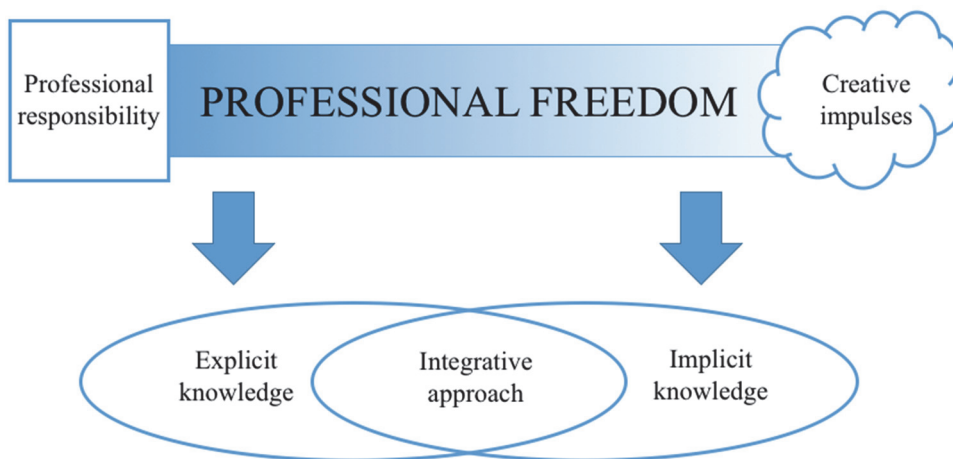 Professional
responsibility
PROFESSIONAL FREEDOM
Creative
impulses
Explicit
knowledge
Integrative
approach
Implicit
knowledge